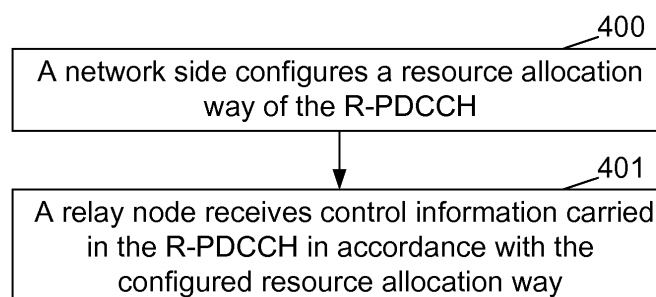 400
A network side configures a resource allocation
way of the R-PDCCH
401
A relay node receives control information carried
in the R-PDCCH in accordance with the
configured resource allocation way